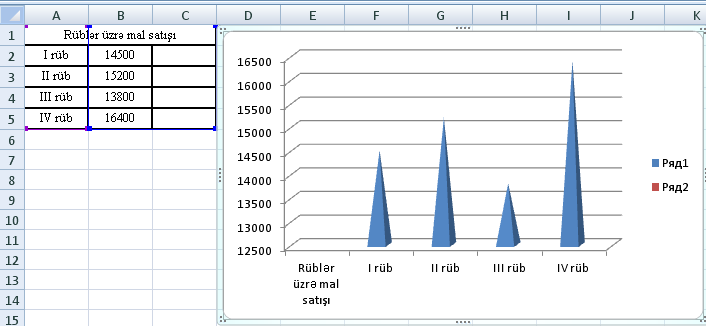 A B C D E F G H I J K
1 Rüblər üzrə mal satışı
2 I rüb 14500
3 II rüb 15200
4 III rüb 13800
5 IV rüb 16400
6
7
8
9
10
11
12
13
14
15
16500
16000
15500
15000
14500
14000
13500
13000
12500
Rüblər
üzrə mal
satışı
I rüb II rüb III rüb IV rüb
Ряд1
Ряд2